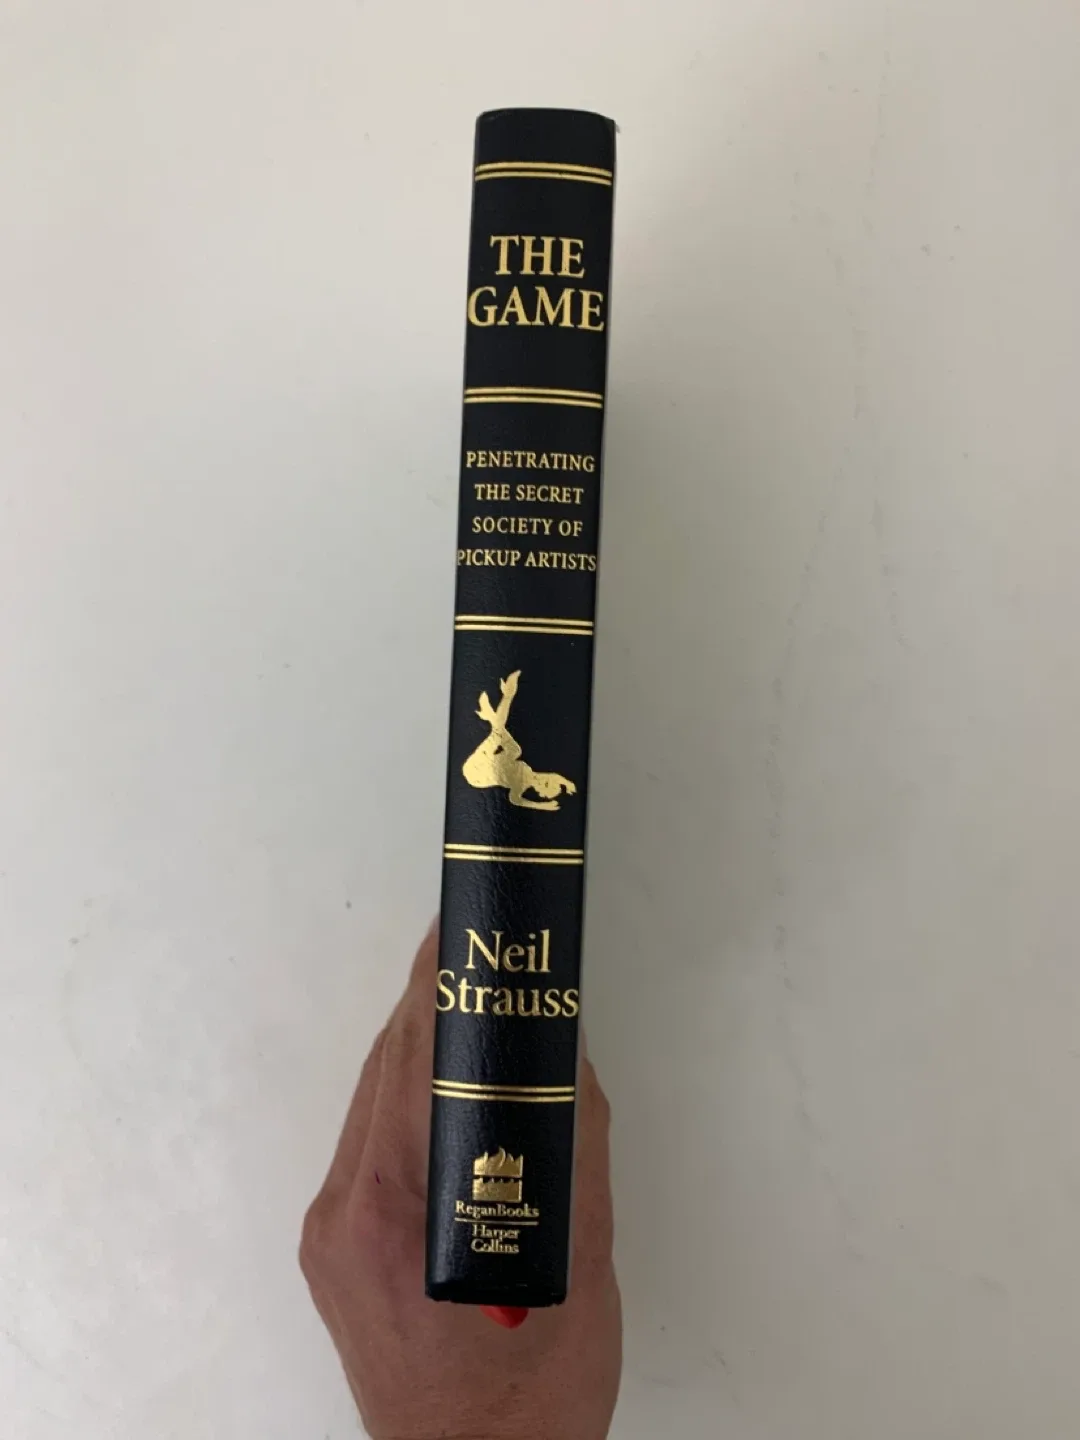 THE
GAME
PENETRATING
THE SECRET
SOCIETY OF
PICKUP ARTISTS
Neil
Strauss
ReganBooks
Harper
Collins